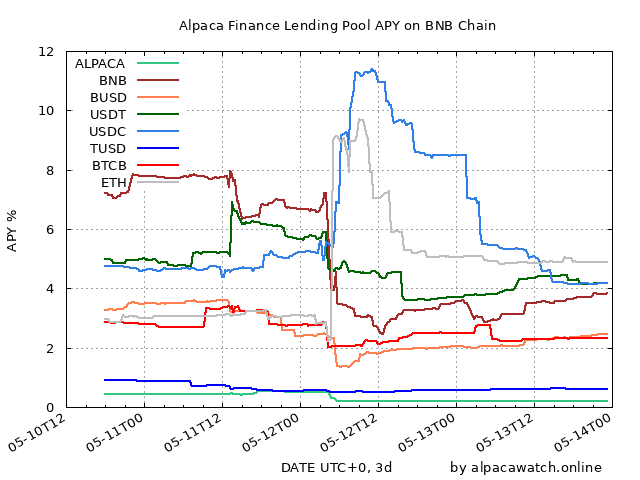 Alpaca Finance Lending Pool APY on BNB Chain
12
10
8
6
4
2
0
APY %
ALPACA
BNB
BUSD
USDT
USDC
TUSD
BTCB
ETH
05-10T12
05-11T00
05-11T12
05-12T00
05-12T12
05-13T00
05-13T12
05-14T00
DATE UTC+0, 3d
by alpacawatch.online